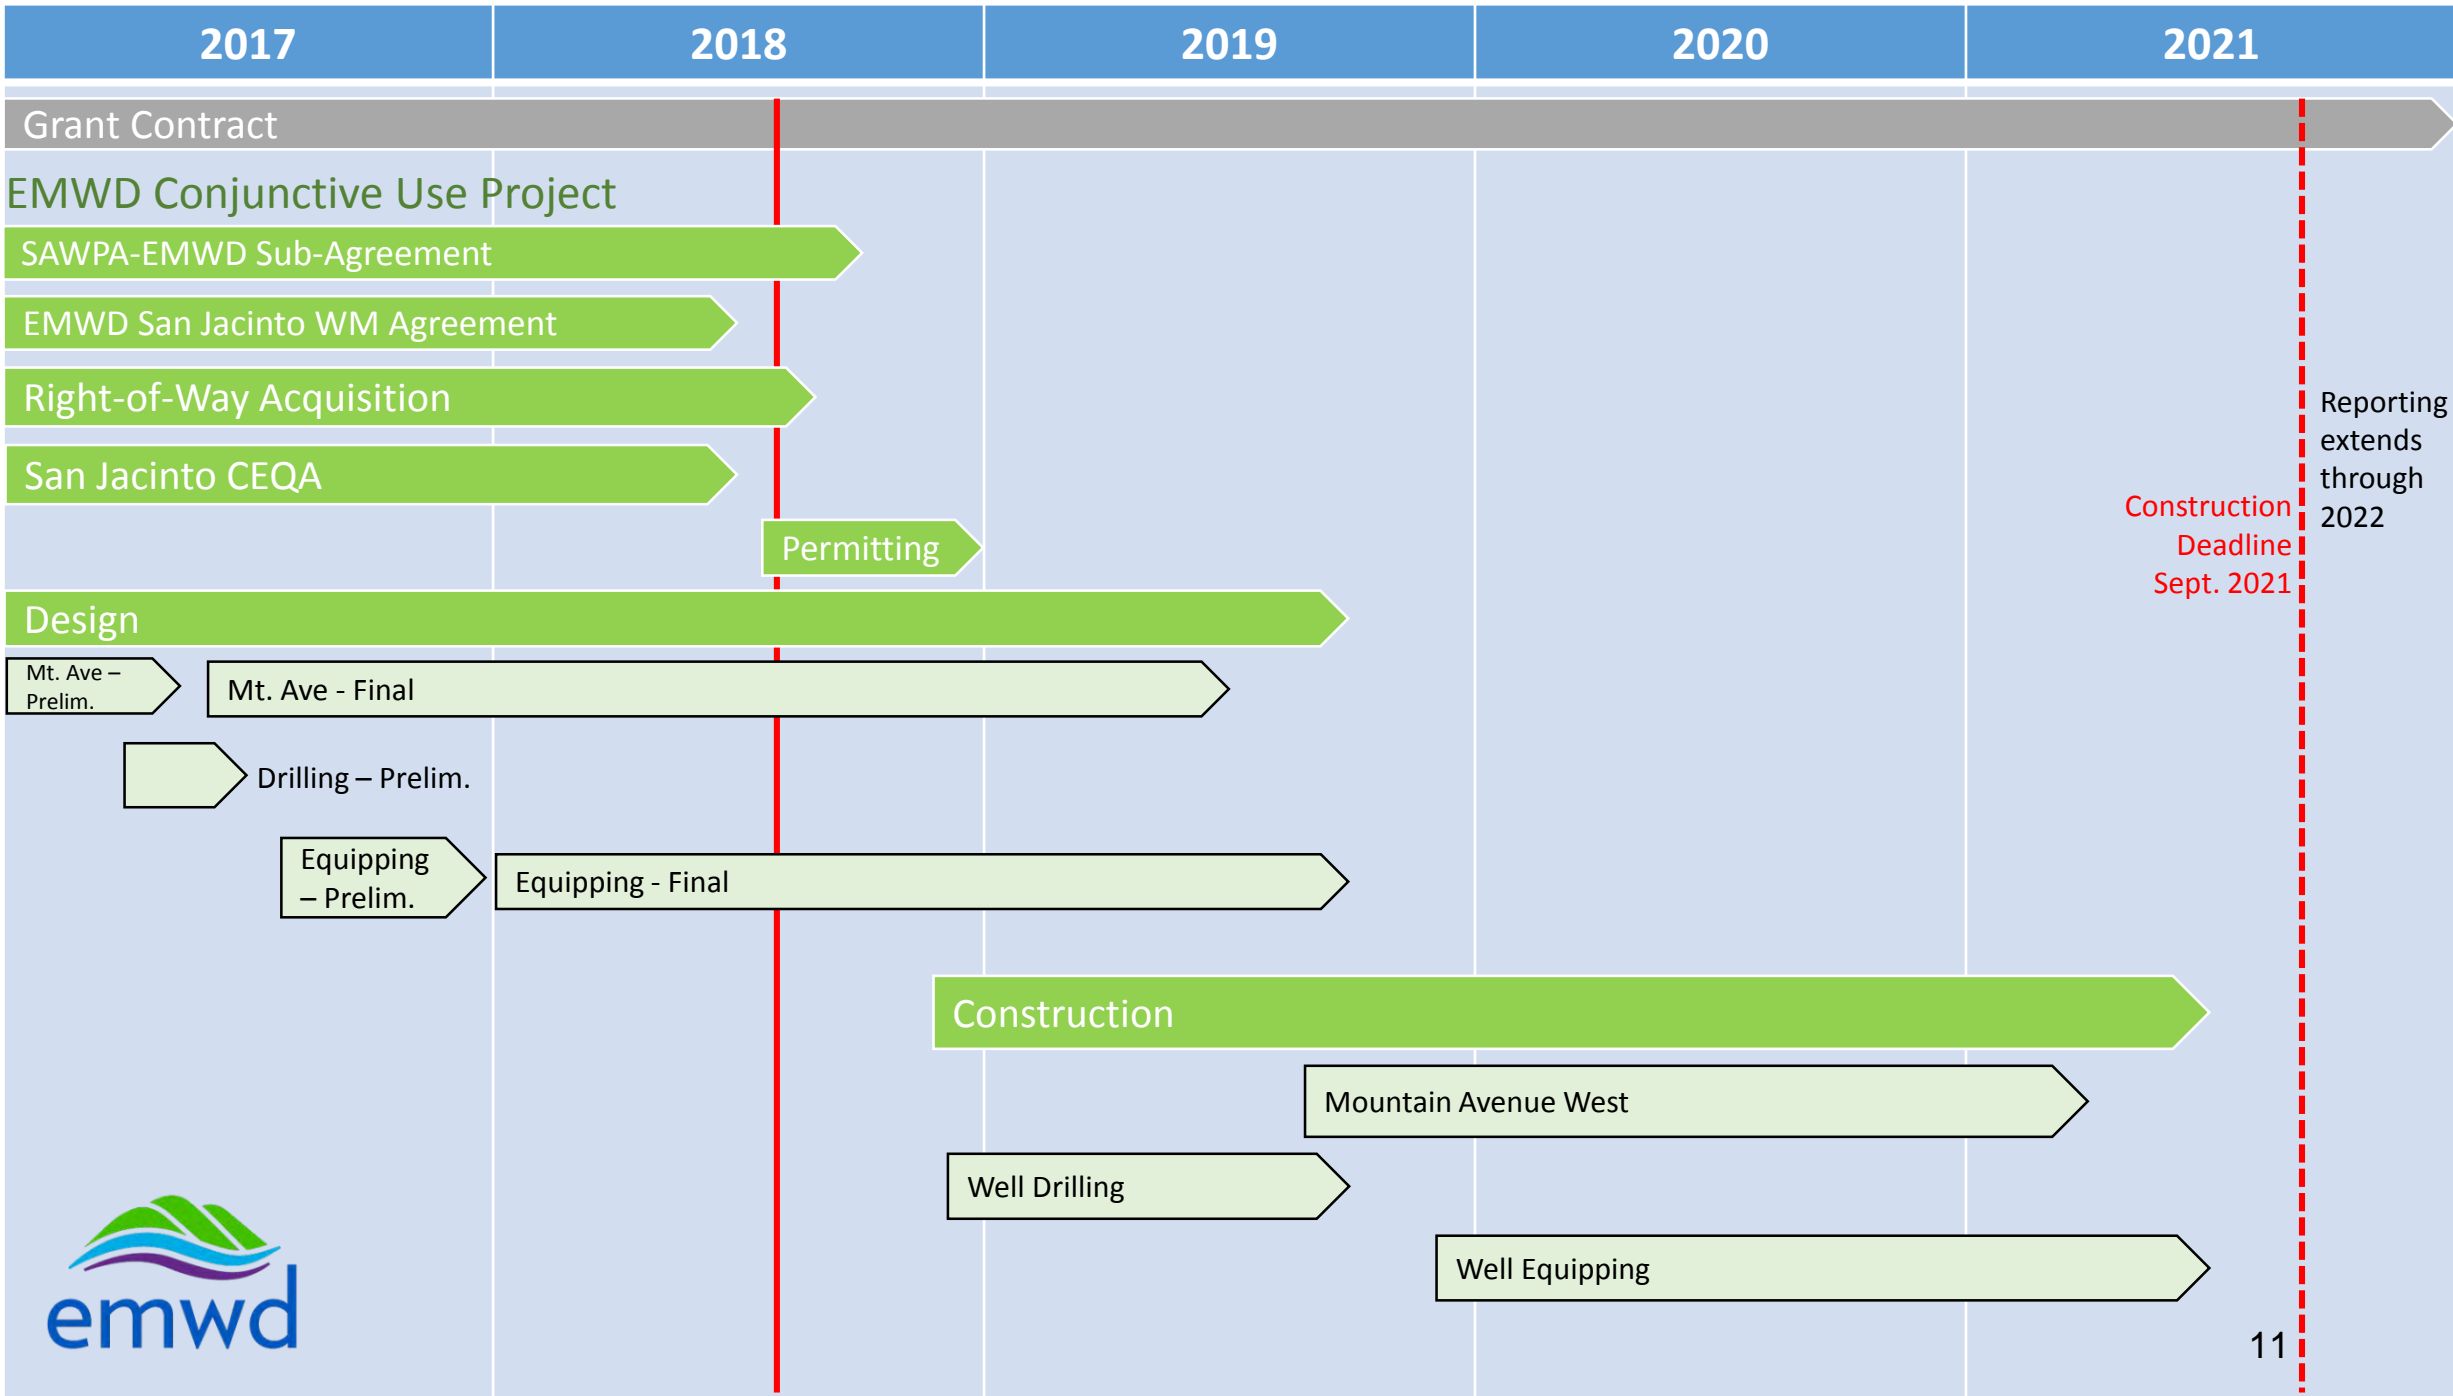 2017 2018 2019 2020 2021
Grant Contract
EMWD Conjunctive Use Project
SAWPA-EMWD Sub-Agreement
EMWD San Jacinto WM Agreement
Right-of-Way Acquisition
San Jacinto CEQA
Reporting
extends
through
2022
Construction
Deadline
Sept. 2021
Permitting
Design
Mt. Ave –
Prelim.
Mt. Ave - Final
Drilling – Prelim.
Equipping
– Prelim.
Equipping - Final
Construction
Mountain Avenue West
Well Drilling
Well Equipping
emwd
11